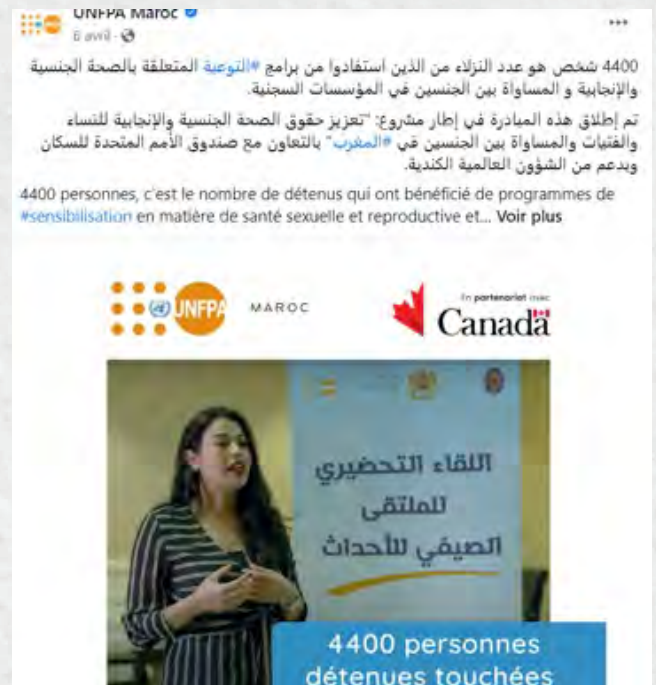 UNFPA Maroc
6 avril
4400 شخص هو عدد النزلاء من الذين استفادوا من برامج #التوعية المتعلقة بالصحة الجنسية
والإنجابية و المساواة بين الجنسين في المؤسسات السجنية.
تم إطلاق هذه المبادرة في إطار مشروع: "تعزيز حقوق الصحة الجنسية والإنجابية للنساء
والفتيات والمساواة بين الجنسين في #المغرب" بالتعاون مع صندوق الأمم المتحدة للسكان
وبدعم من الشؤون العالمية الكندية.
4400 personnes, c'est le nombre de détenus qui ont bénéficié de programmes de
#sensibilisation en matière de santé sexuelle et reproductive et... Voir plus
UNFPA MAROC
En partenariat avec
Canada
اللقاء التحضيري
للملتقى
الصيفي للأحداث
4400 personnes
détenues touchées